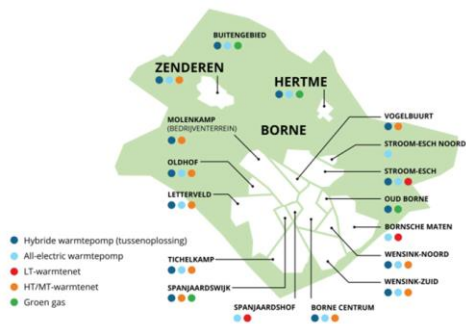 BUITENGEBIED
ZENDEREN
HERTME
MOLENKAMP
(BEDRIJVENTERREIN)
BORNE
VOGELBUURT
STROOM-ESCH NOORD
OLDHOF
STROOM-ESCH
LETTERVELD
OUD BORNE
BORNSCHE MATEN
Hybride warmtepomp (tussenoplossing)
All-electric warmtepomp
LT-warmtenet
HT/MT-warmtenet
Groen gas
TICHELKAMP
WENSINK-NOORD
SPANJAARDSWIJK
WENSINK-ZUID
SPANJAARDSHOF
BORNE CENTRUM